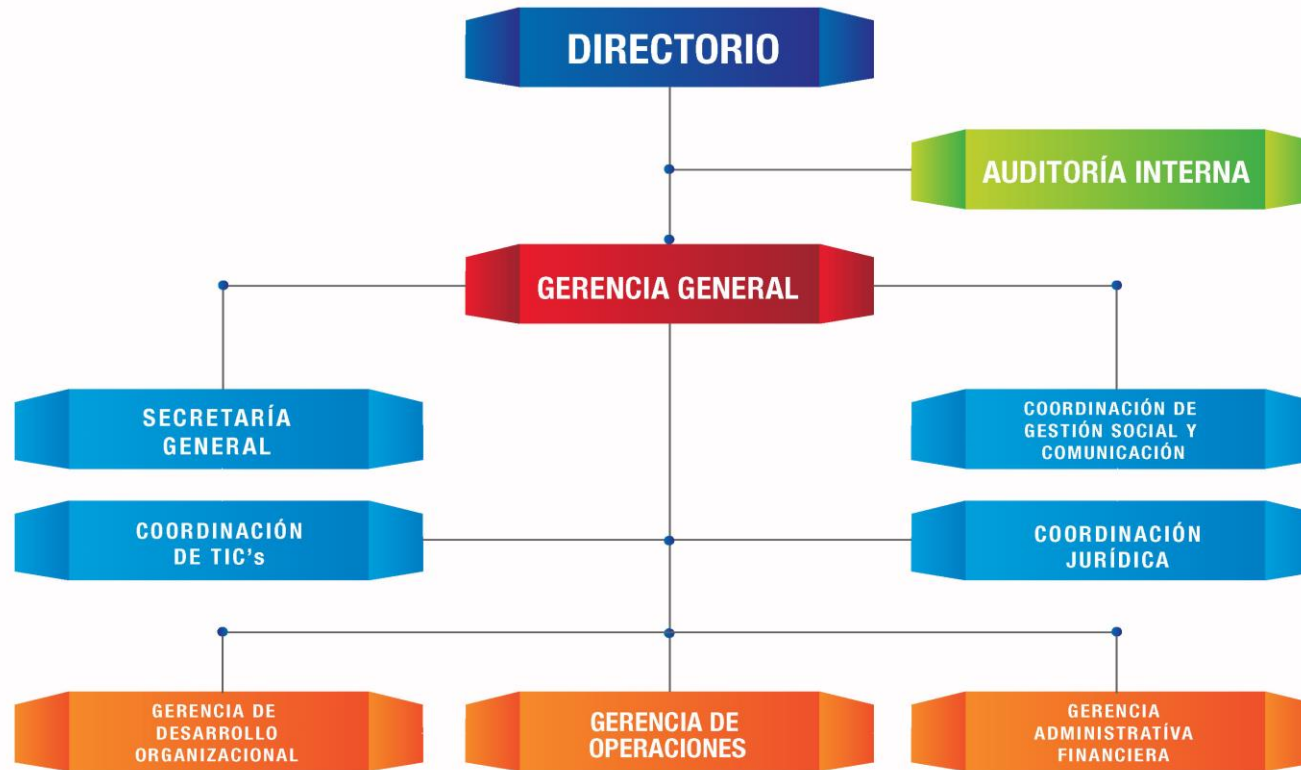 DIRECTORIO
AUDITORÍA INTERNA
GERENCIA GENERAL
SECRETARÍA
GENERAL
COORDINACIÓN DE
GESTIÓN SOCIAL Y
COMUNICACIÓN
COORDINACIÓN
DE TIC's
COORDINACIÓN
JURÍDICA
GERENCIA DE
DESARROLLO
ORGANIZACIONAL
GERENCIA DE
OPERACIONES
GERENCIA
ADMINISTRATÍVA
FINANCIERA